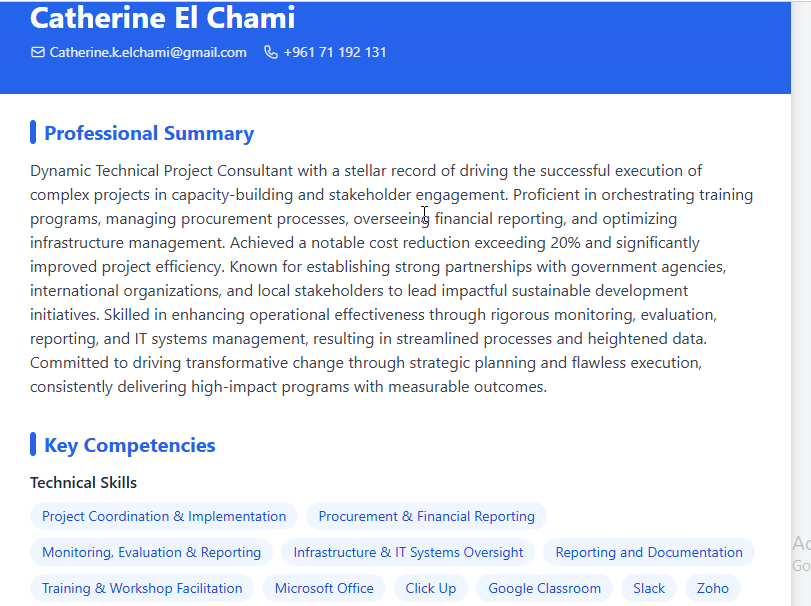 Catherine El Chami
Catherine.k.elchami@gmail.com +961 71 192 131
Professional Summary
Dynamic Technical Project Consultant with a stellar record of driving the successful execution of
complex projects in capacity-building and stakeholder engagement. Proficient in orchestrating training
programs, managing procurement processes, overseeing financial reporting, and optimizing
infrastructure management. Achieved a notable cost reduction exceeding 20% and significantly
improved project efficiency. Known for establishing strong partnerships with government agencies,
international organizations, and local stakeholders to lead impactful sustainable development
initiatives. Skilled in enhancing operational effectiveness through rigorous monitoring, evaluation,
reporting, and IT systems management, resulting in streamlined processes and heightened data.
Committed to driving transformative change through strategic planning and flawless execution,
consistently delivering high-impact programs with measurable outcomes.
Key Competencies
Technical Skills
Project Coordination & Implementation Procurement & Financial Reporting
Monitoring, Evaluation & Reporting Infrastructure & IT Systems Oversight Reporting and Documentation
Training & Workshop Facilitation Microsoft Office Click Up Google Classroom Slack Zoho